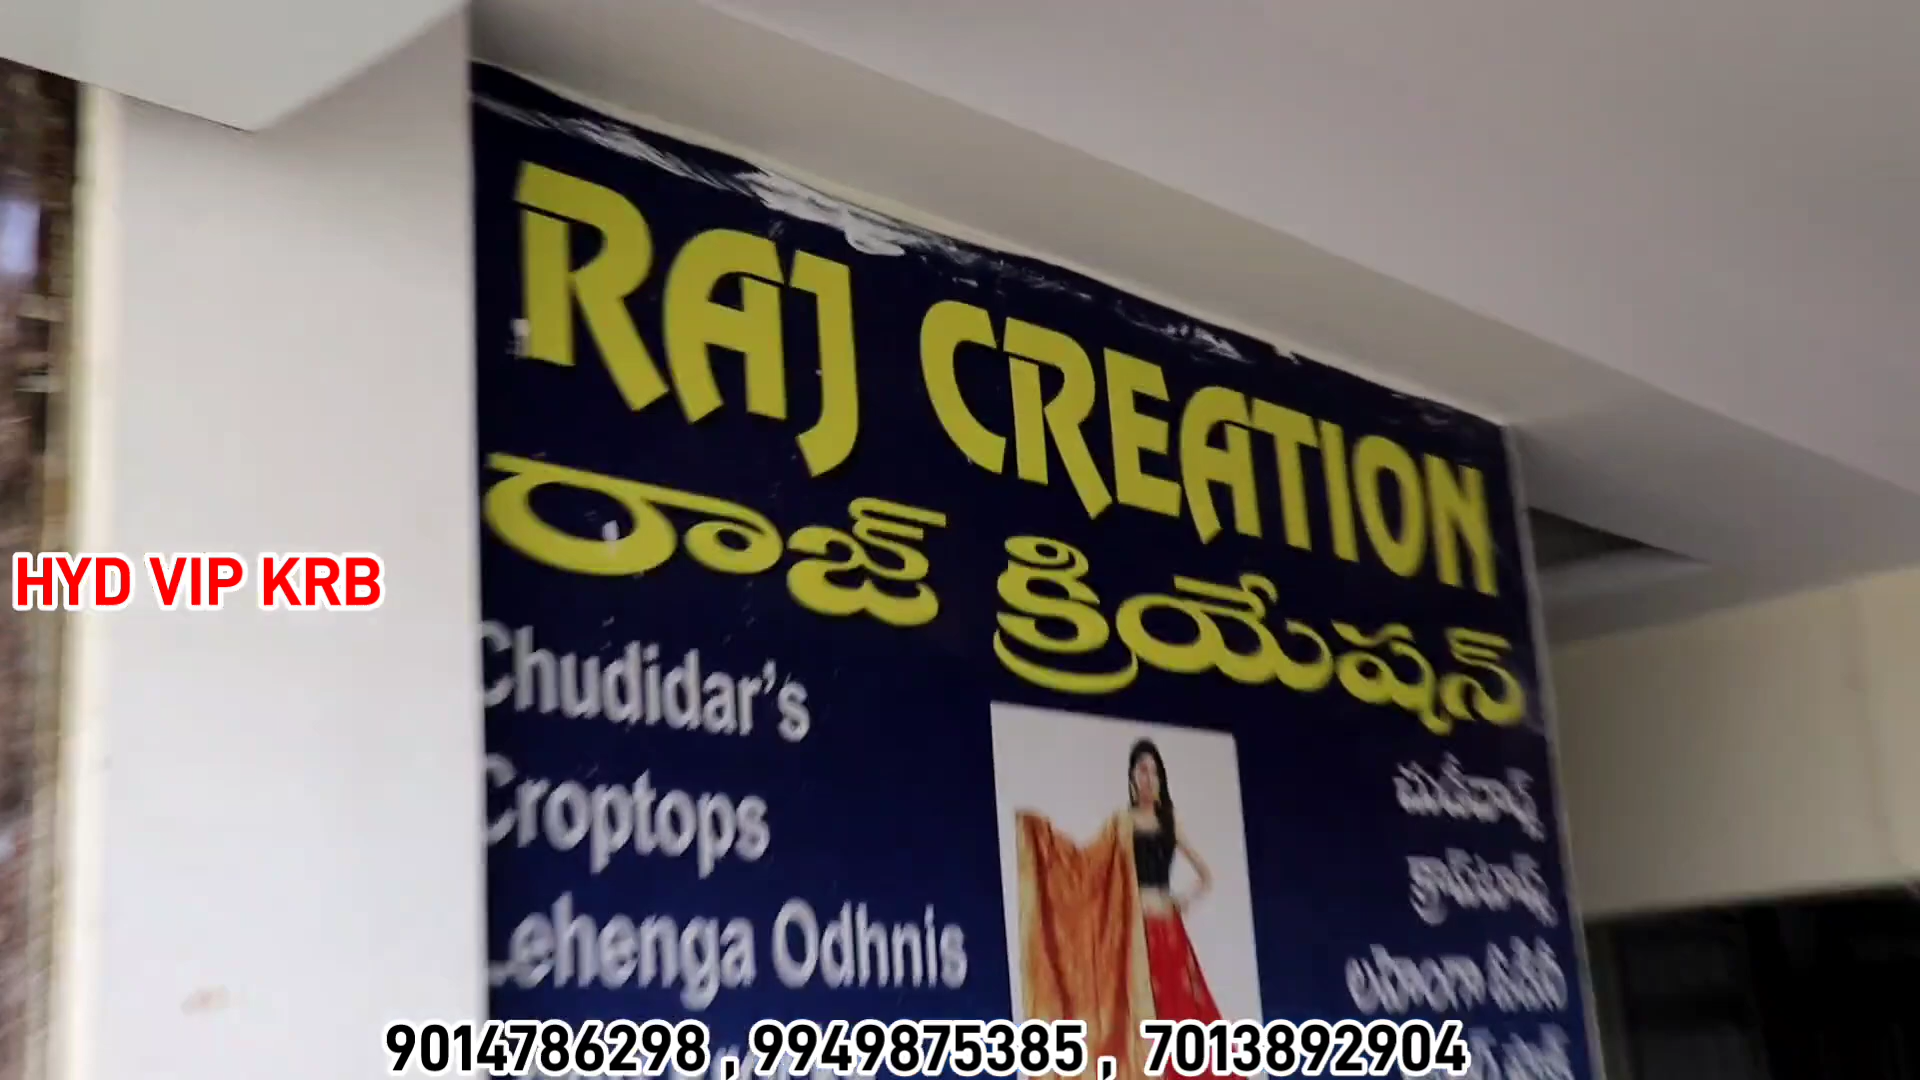 RAJ CREATION
రాజ్ క్రియేషన్
HYD VIP KRB
Chudidar's
Croptops
Lehenga Odhnis
9014786298 , 9949875385 , 7013892904